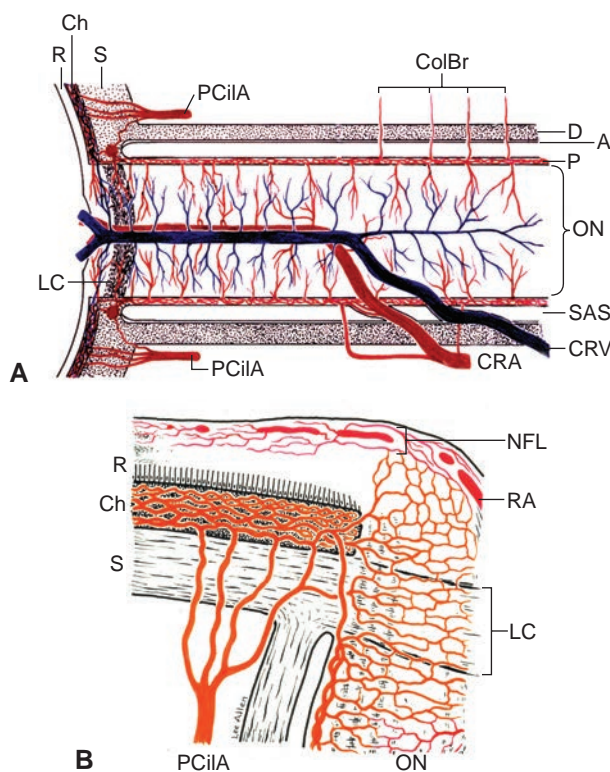 Ch
R
S
PCilA
ColBr
D
A
P
ON
LC
SAS
CRV
CRA
PCilA
A
NFL
R
RA
Ch
S
LC
Lee Allen
B
PCilA
ON